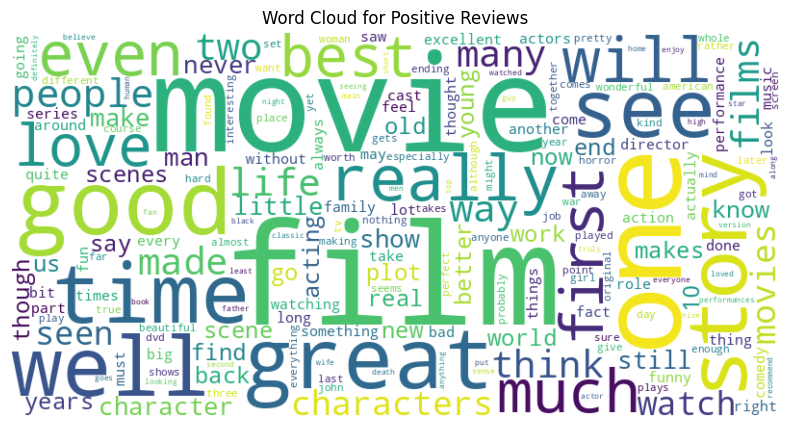 Word Cloud for Positive Reviews
going
definitely
believe
even
two
set
woman
saw
best
excellent
actors
pretty
whole
rather
home
enjoy
will
different
want
never
many
people
movie
see
films
music
screen
series
make
human
found
interesting
night
seeing
main
short
watched
ending
cast
feel
thought
young
guy
together
comes
wonderful
kind
american
star
high
performance
look
around
course
place
yet
gets
always
old
another
come
year
end
director
later
love
man
quite
scenes
without
worth
may
especially
although
might
now
horror
actually
mind
got
along
good
life
little
hard
men
really
top
way
away
first
one
story
know
version
fan
family
lot
takes
nothing
tv
job
war
action
say
every
black
classic
making
show
anyone
work
played
original
makes
done
everyone
us
almost
made
acting
take
plot
perfect
better
things
point
girl
role
loved
movies
though
fun
far
least
go
real
seems
probably
truly
fact
10
performances
bit
true
time
film
long
watching
day
nice
part
times
book
father
something
new
bad
world
sure
thing
play
seen
beautiful
scene
everything
give
enough
well
must
dvd
big
find
great
think
still
funny
comedy
recommend
shows
second
back
last
wife
death
anything
put
sense
much
plays
goes
looking
three
john
actor
watch
right
years
character
characters